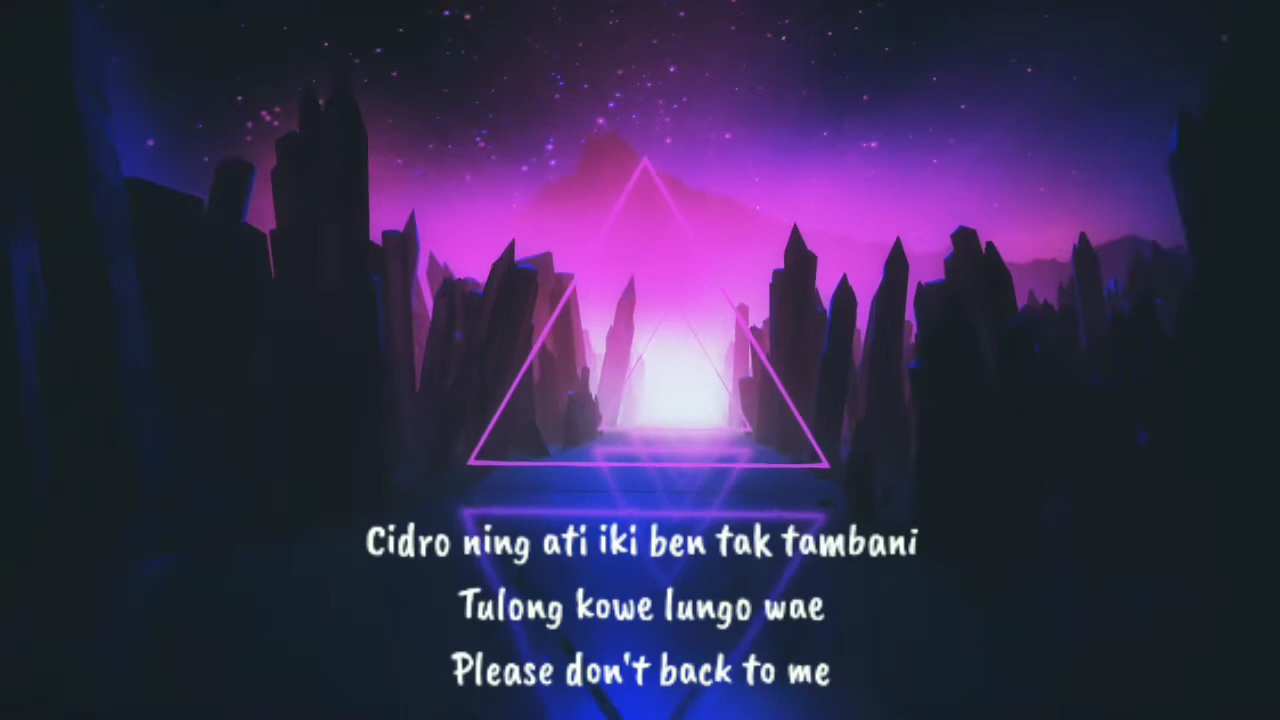 Cidro ning ati iki ben tak tambani
Tulong kowe lungo wae
Please don't back to me